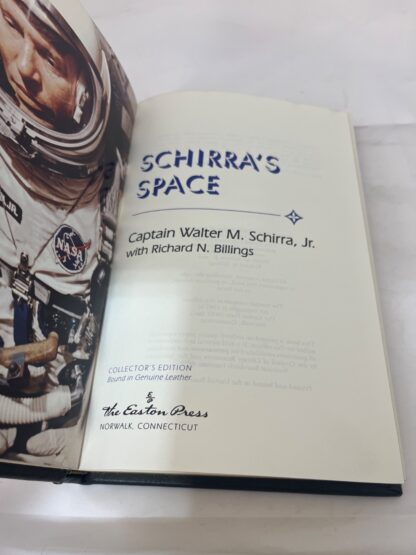 JR.
NASA
SCHIRRA'S
SPACE
Captain Walter M. Schirra, Jr.
with Richard N. Billings
COLLECTOR'S EDITION
Bound in Genuine Leather
The Easton Press
NORWALK, CONNECTICUT